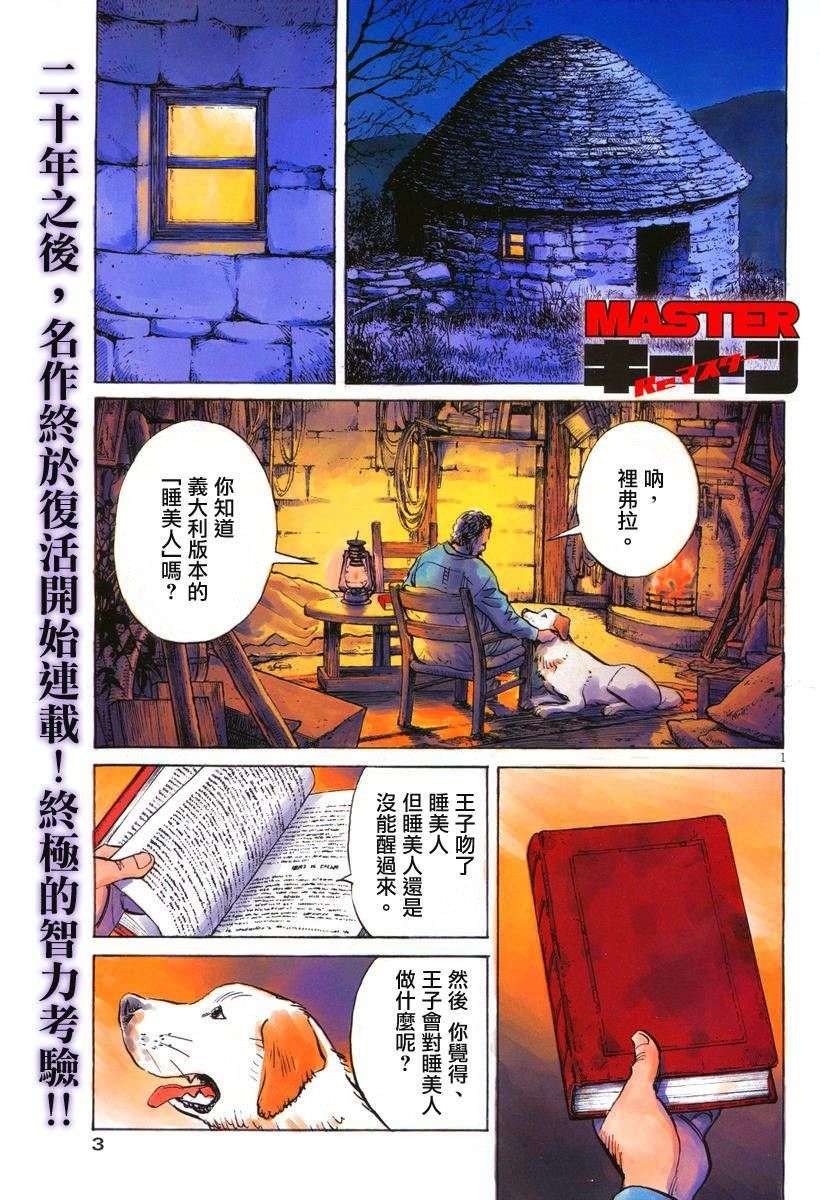 二十年之後，名作終於復活開始連載！終極的智力考驗！！
MASTER
キートン
Reマスター
吶，
裡弗拉。
你知道
義大利版本的
「睡美人」嗎？
1
王子吻了
睡美人
但睡美人還是
沒能醒過來。
然後 你覺得、
王子會對睡美人
做什麼呢？
3